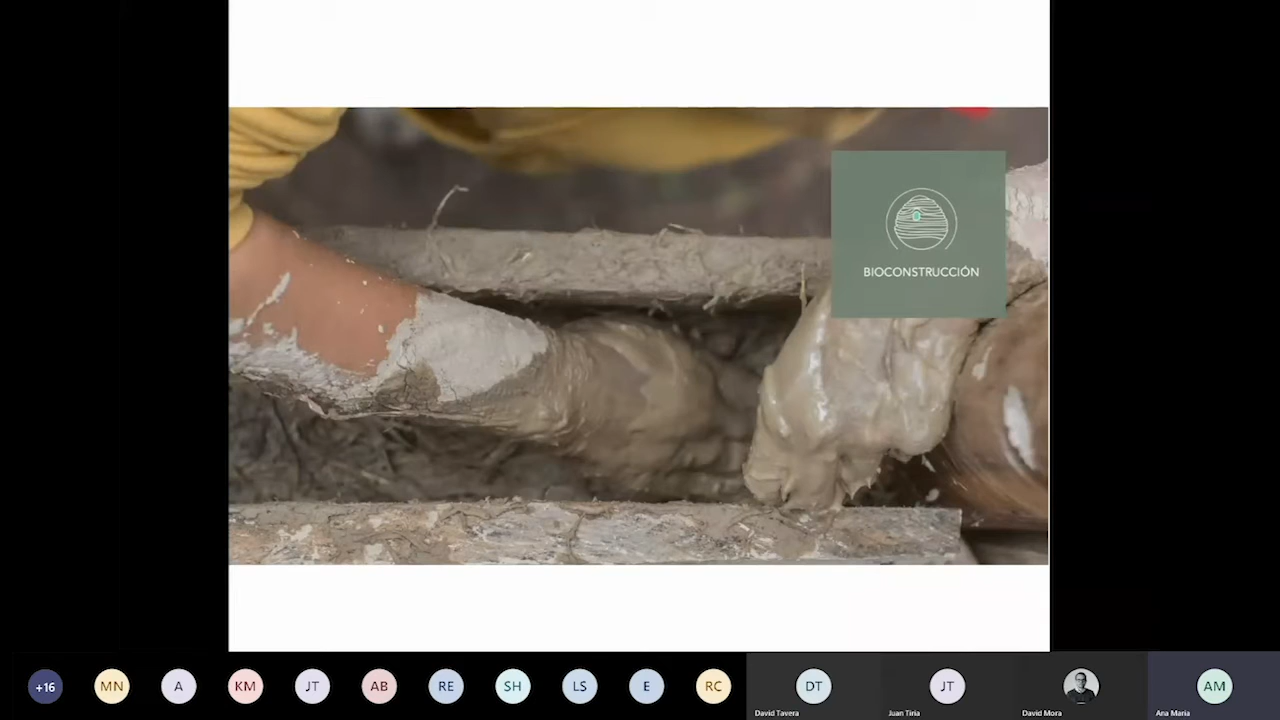 BIOCONSTRUCCIÓN
+16
MN
A
KM
JT
AB
RE
SH
LS
E
RC
DT
JT
AM
David Tavera
Juan Tiria
David Mora
Ana Maria